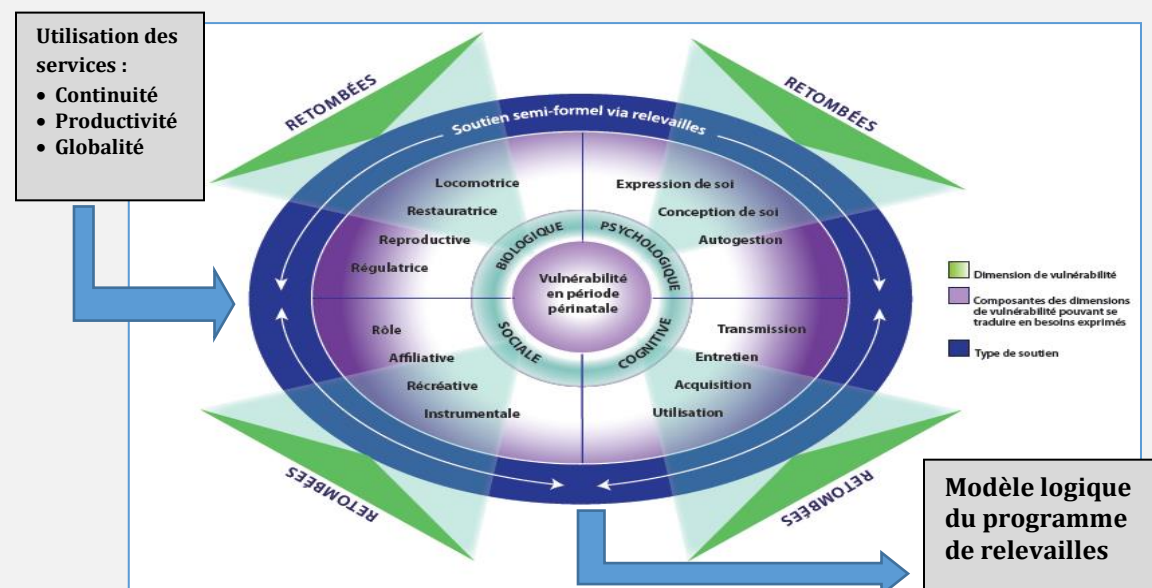 Utilisation des
services :
• Continuité
• Productivité
• Globalité
RETOMBÉES
RETOMBÉES
Soutien semi-formel via relevailles
Locomotrice
Restauratrice
Reproductive
Régulatrice
Expression de soi
Conception de soi
Autogestion
BIOLOGIQUE
PSYCHOLOGIQUE
Vulnérabilité
en période
périnatale
SOCIALE
COGNITIVE
Rôle
Affiliative
Récréative
Instrumentale
Transmission
Entretien
Acquisition
Utilisation
Dimension de vulnérabilité
Composantes des dimensions
de vulnérabilité pouvant se
traduire en besoins exprimés
Type de soutien
RETOMBÉES
RETOMBÉES
Modèle logique
du programme
de relevailles